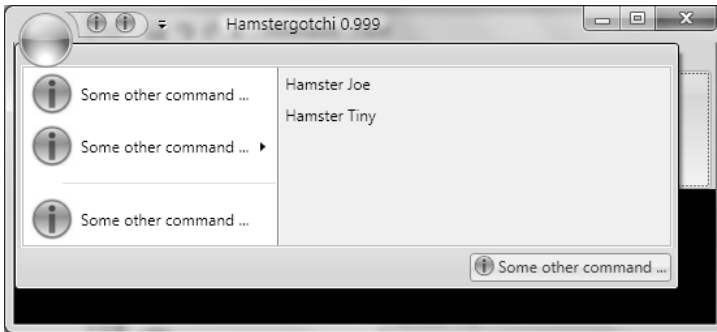 Hamstergotchi 0.999
Some other command ...
Hamster Joe
Hamster Tiny
Some other command ...
Some other command ...
Some other command ...